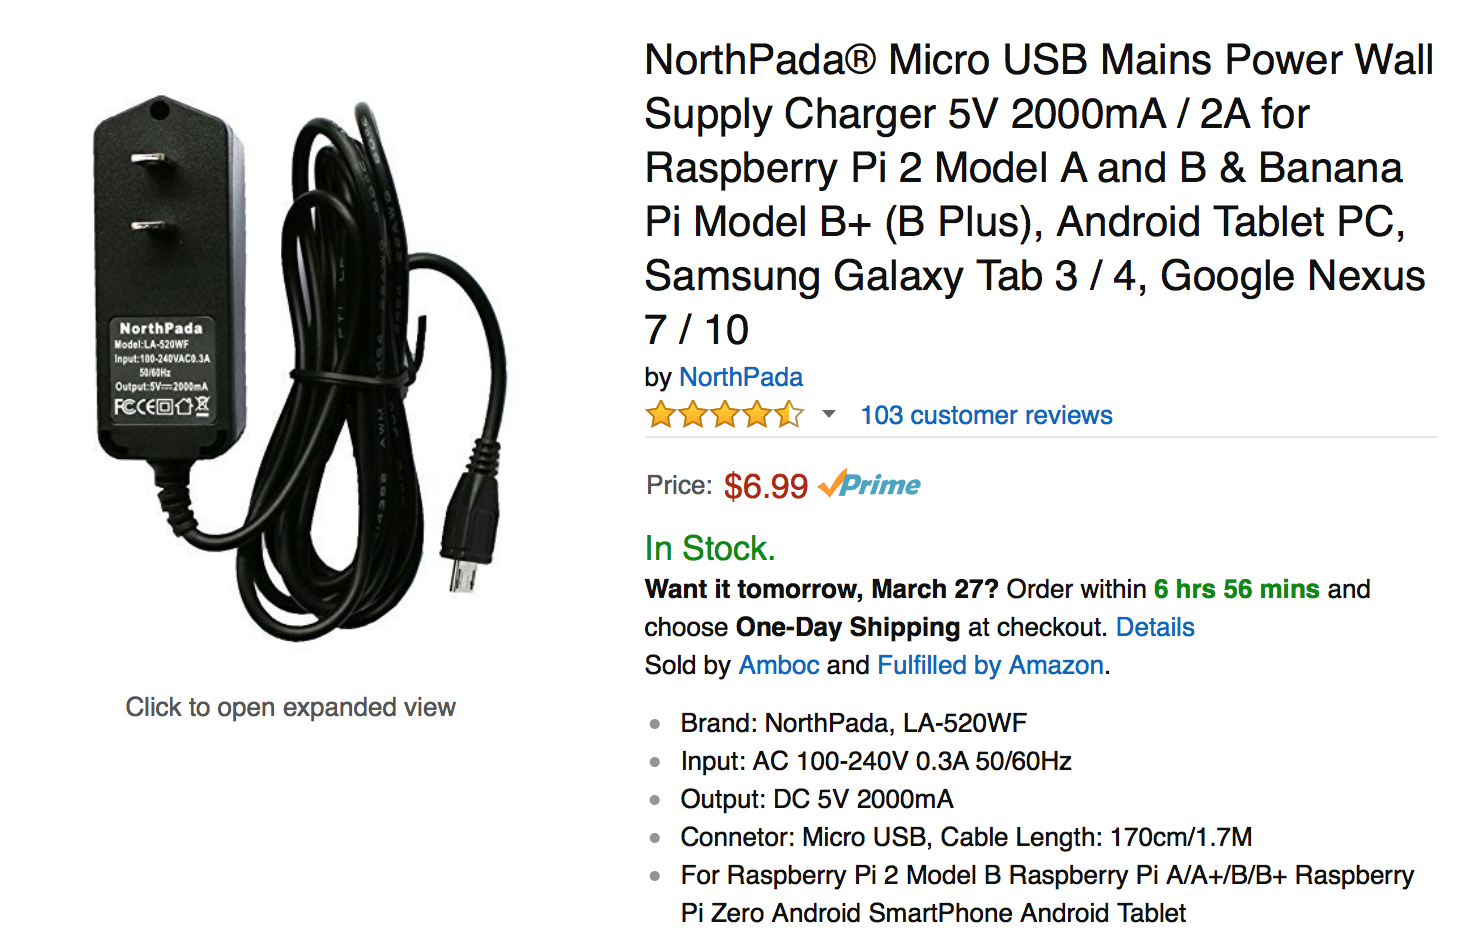 NorthPada® Micro USB Mains Power Wall
Supply Charger 5V 2000mA / 2A for
Raspberry Pi 2 Model A and B & Banana
Pi Model B+ (B Plus), Android Tablet PC,
Samsung Galaxy Tab 3 / 4, Google Nexus
7 / 10
by NorthPada
103 customer reviews
Price: $6.99 Prime
In Stock.
Want it tomorrow, March 27? Order within 6 hrs 56 mins and
choose One-Day Shipping at checkout. Details
Sold by Amboc and Fulfilled by Amazon.
Brand: NorthPada, LA-520WF
Input: AC 100-240V 0.3A 50/60Hz
Output: DC 5V 2000mA
Connetor: Micro USB, Cable Length: 170cm/1.7M
For Raspberry Pi 2 Model B Raspberry Pi A/A+/B/B+ Raspberry
Pi Zero Android SmartPhone Android Tablet
NorthPada
Model:LA-520WF
Input:100-240VAC0.3A
50/60Hz
Output:5V⎓2000mA
FC CE
AWM
Click to open expanded view